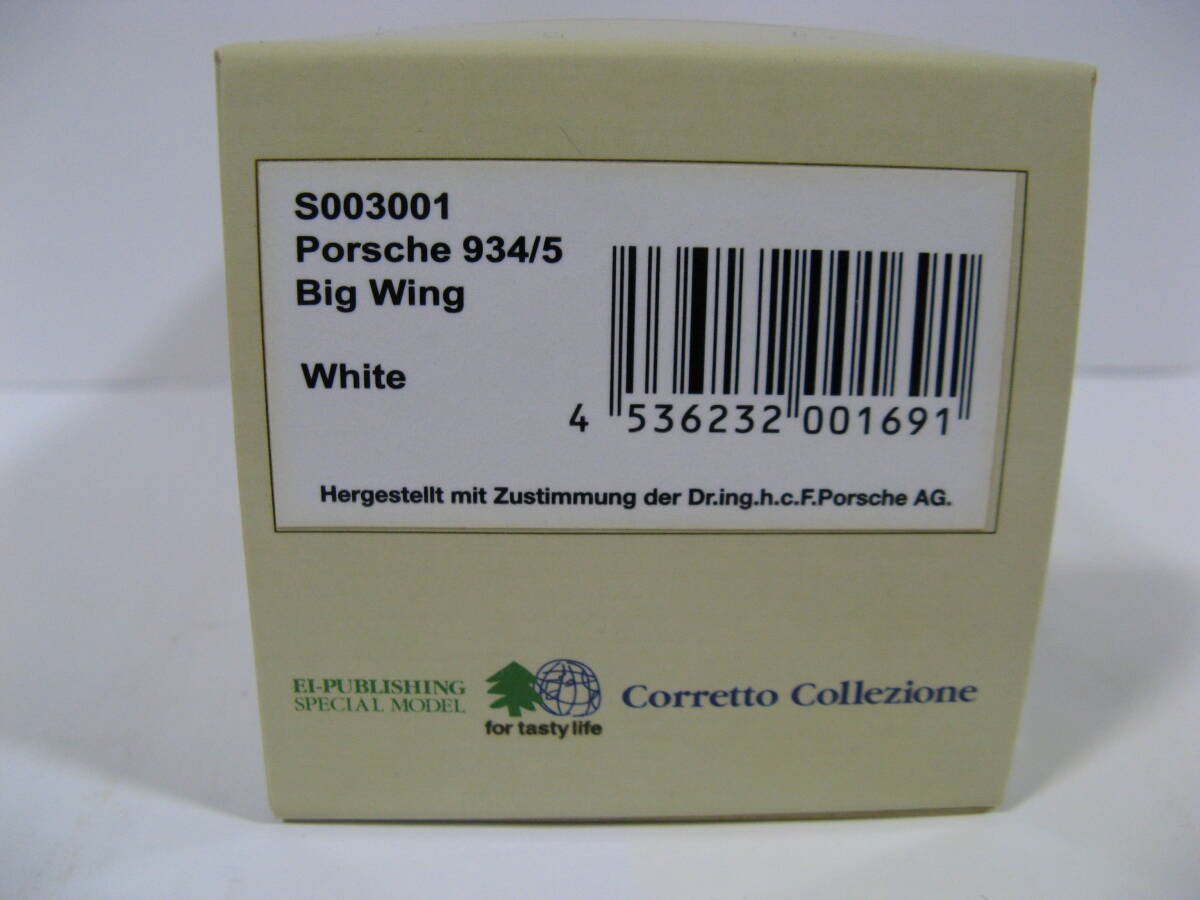 S003001
Porsche 934/5
Big Wing
White
4 536232 001691
Hergestellt mit Zustimmung der Dr.ing.h.c.F.Porsche AG.
EI-PUBLISHING
SPECIAL MODEL
for tasty life
Corretto Collezione